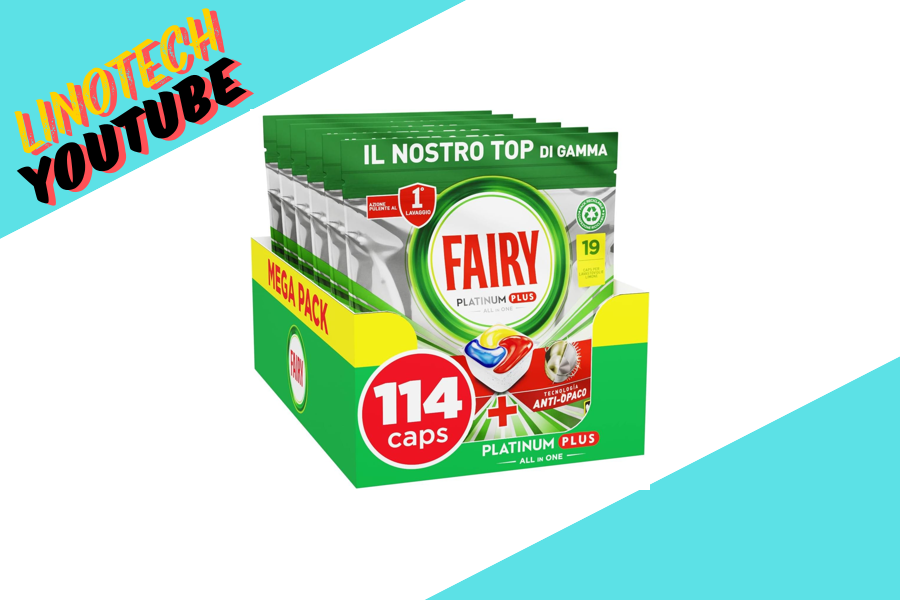 LINOTECH
YOUTUBE
IL NOSTRO TOP DI GAMMA
AZIONE
PULENTE AL
1°
LAVAGGIO
19
FAIRY
PLATINUM PLUS
ALL IN ONE
MEGA PACK
FAIRY
114
caps
TECNOLOGIA
ANTI-OPACO
PLATINUM PLUS
ALL IN ONE